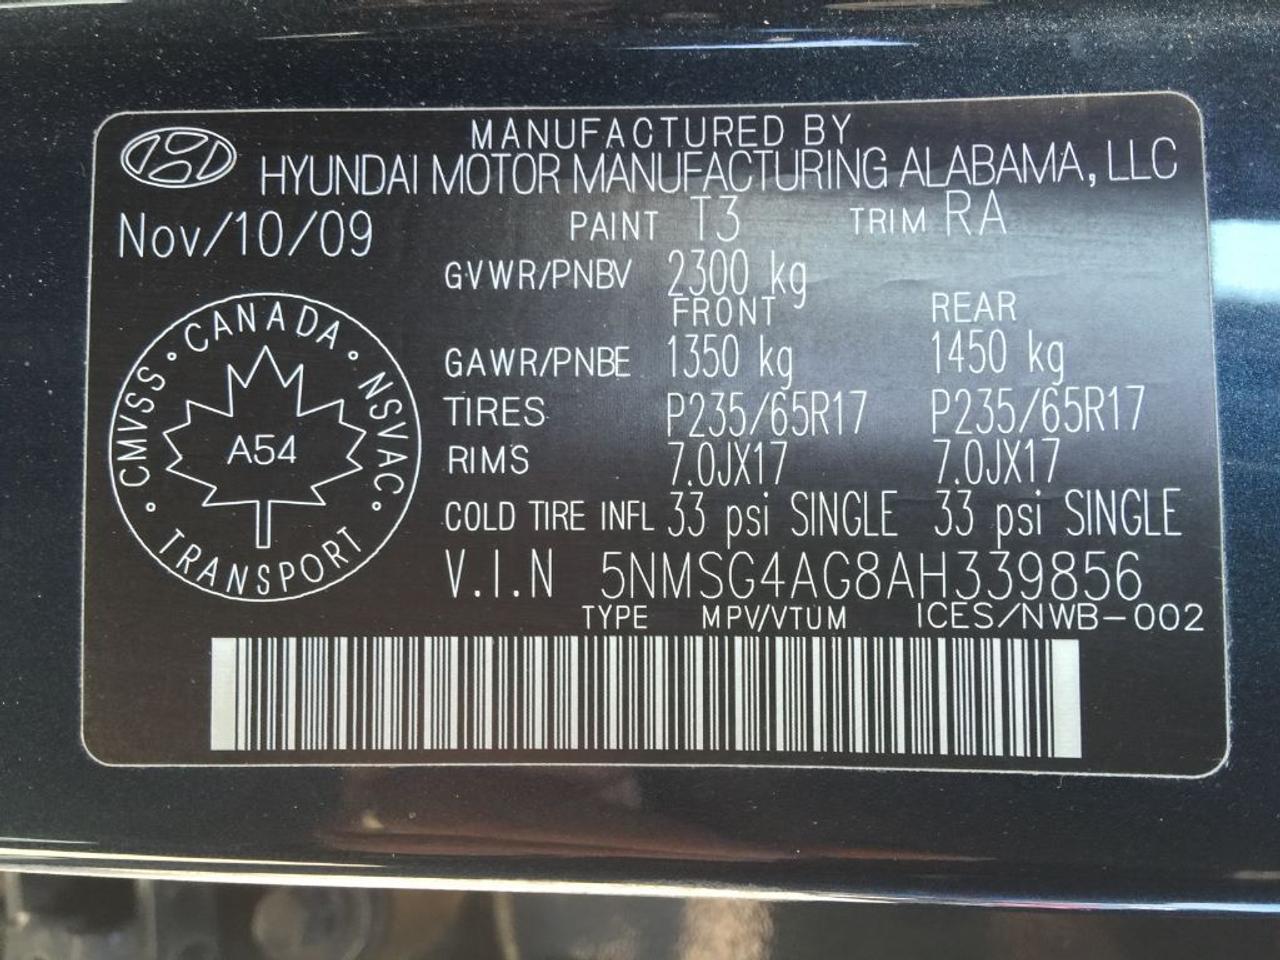 MANUFACTURED BY
HYUNDAI MOTOR MANUFACTURING ALABAMA, LLC
Nov/10/09 PAINT T3 TRIM RA
GVWR/PNBV 2300 kg
FRONT REAR
GAWR/PNBE 1350 kg 1450 kg
TIRES P235/65R17 P235/65R17
RIMS 7.0JX17 7.0JX17
COLD TIRE INFL 33 psi SINGLE 33 psi SINGLE
V.I.N 5NMSG4AG8AH339856
TYPE MPV/VTUM ICES/NWB-002
CMVSS ° CANADA ° NSVAC ° TRANSPORT °
A54